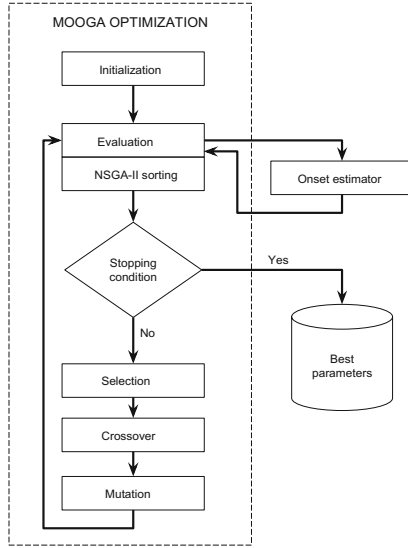 MOOGA OPTIMIZATION
Initialization
Evaluation
NSGA-II sorting
Onset estimator
Stopping
condition
Yes
No
Best
parameters
Selection
Crossover
Mutation